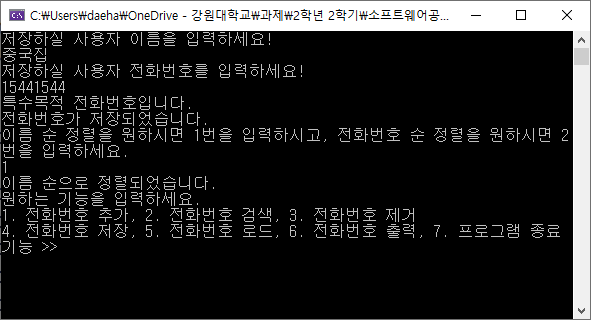 C:\Users\daeha\OneDrive - 강원대학교\과제\2학년 2학기\소프트웨어공...
저장하실 사용자 이름을 입력하세요!
중국집
저장하실 사용자 전화번호를 입력하세요!
15441544
특수목적 전화번호입니다.
전화번호가 저장되었습니다.
이름 순 정렬을 원하시면 1번을 입력하시고, 전화번호 순 정렬을 원하시면 2
번을 입력하세요.
1
이름 순으로 정렬되었습니다.
원하는 기능을 입력하세요.
1. 전화번호 추가, 2. 전화번호 검색, 3. 전화번호 제거
4. 전화번호 저장, 5. 전화번호 로드, 6. 전화번호 출력, 7. 프로그램 종료
기능 >>